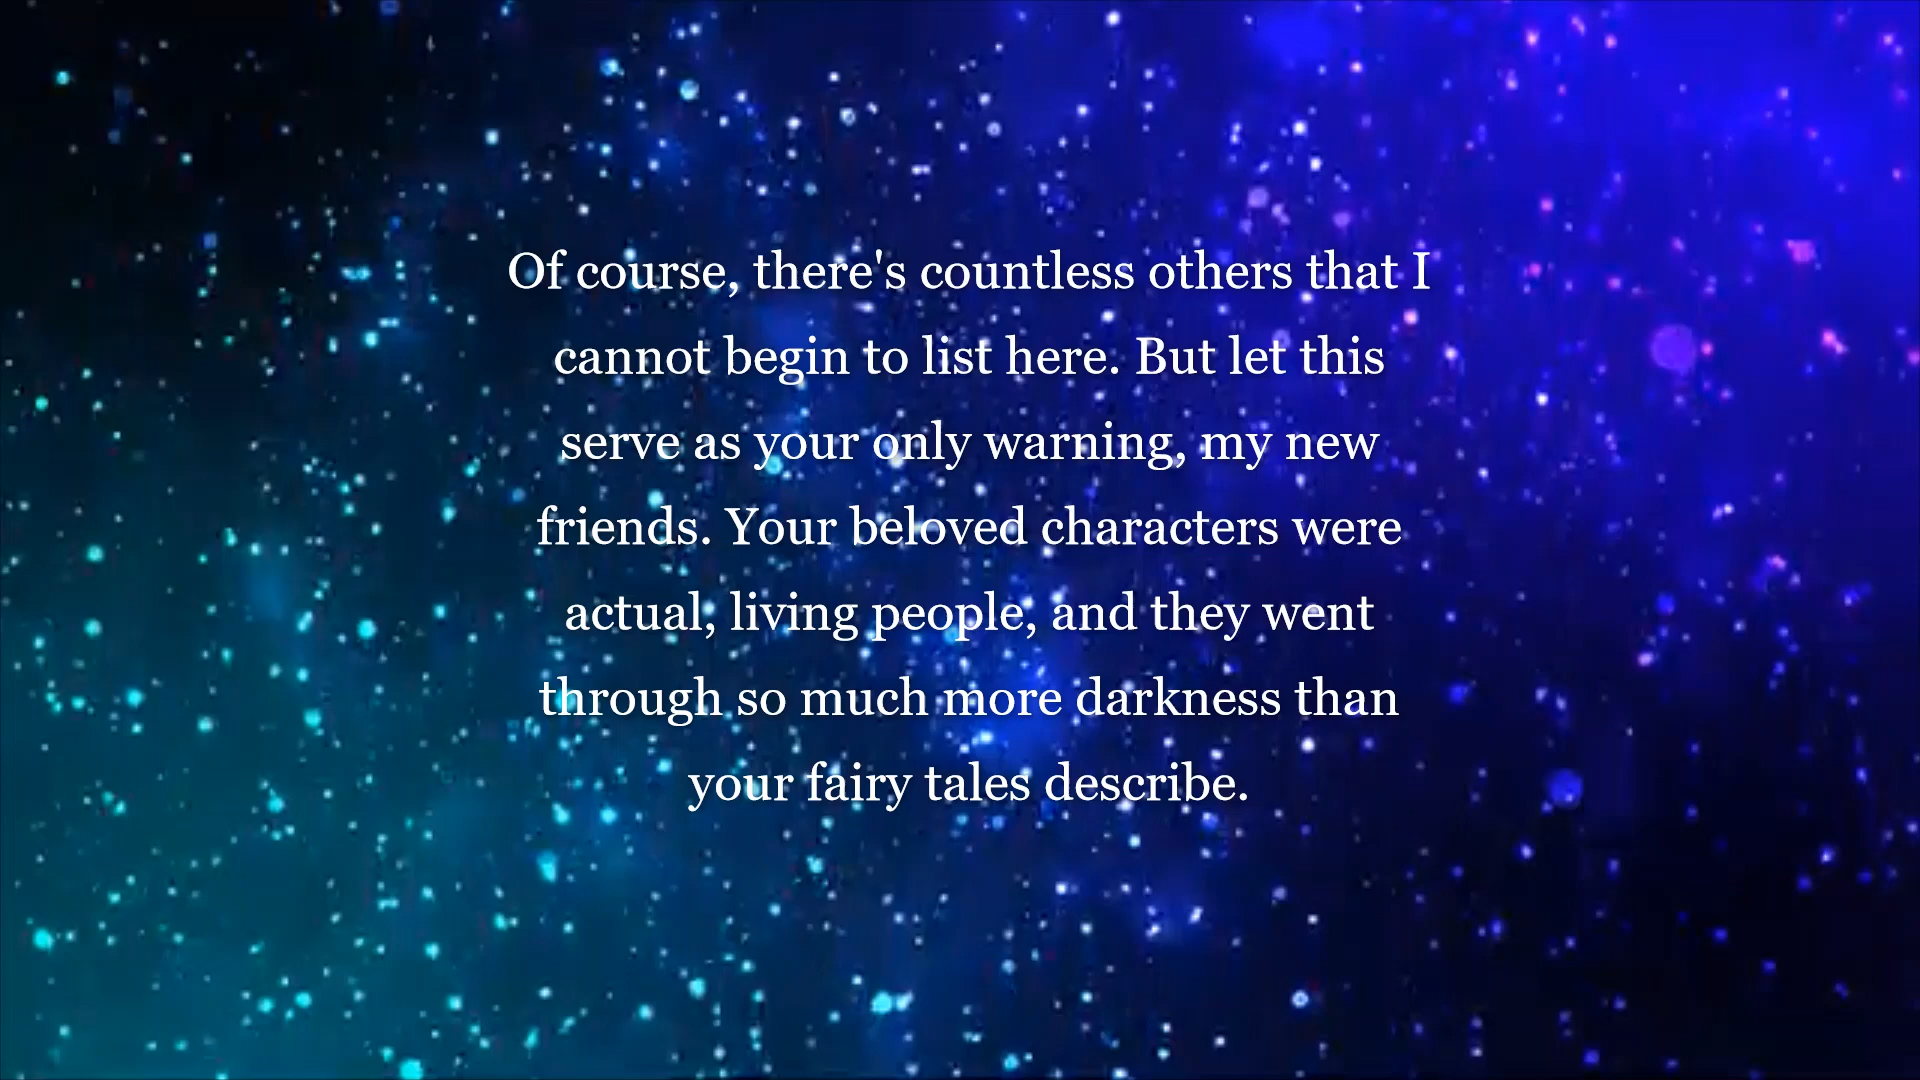 Of course, there's countless others that I
cannot begin to list here. But let this
serve as your only warning, my new
friends. Your beloved characters were
actual, living people, and they went
through so much more darkness than
your fairy tales describe.